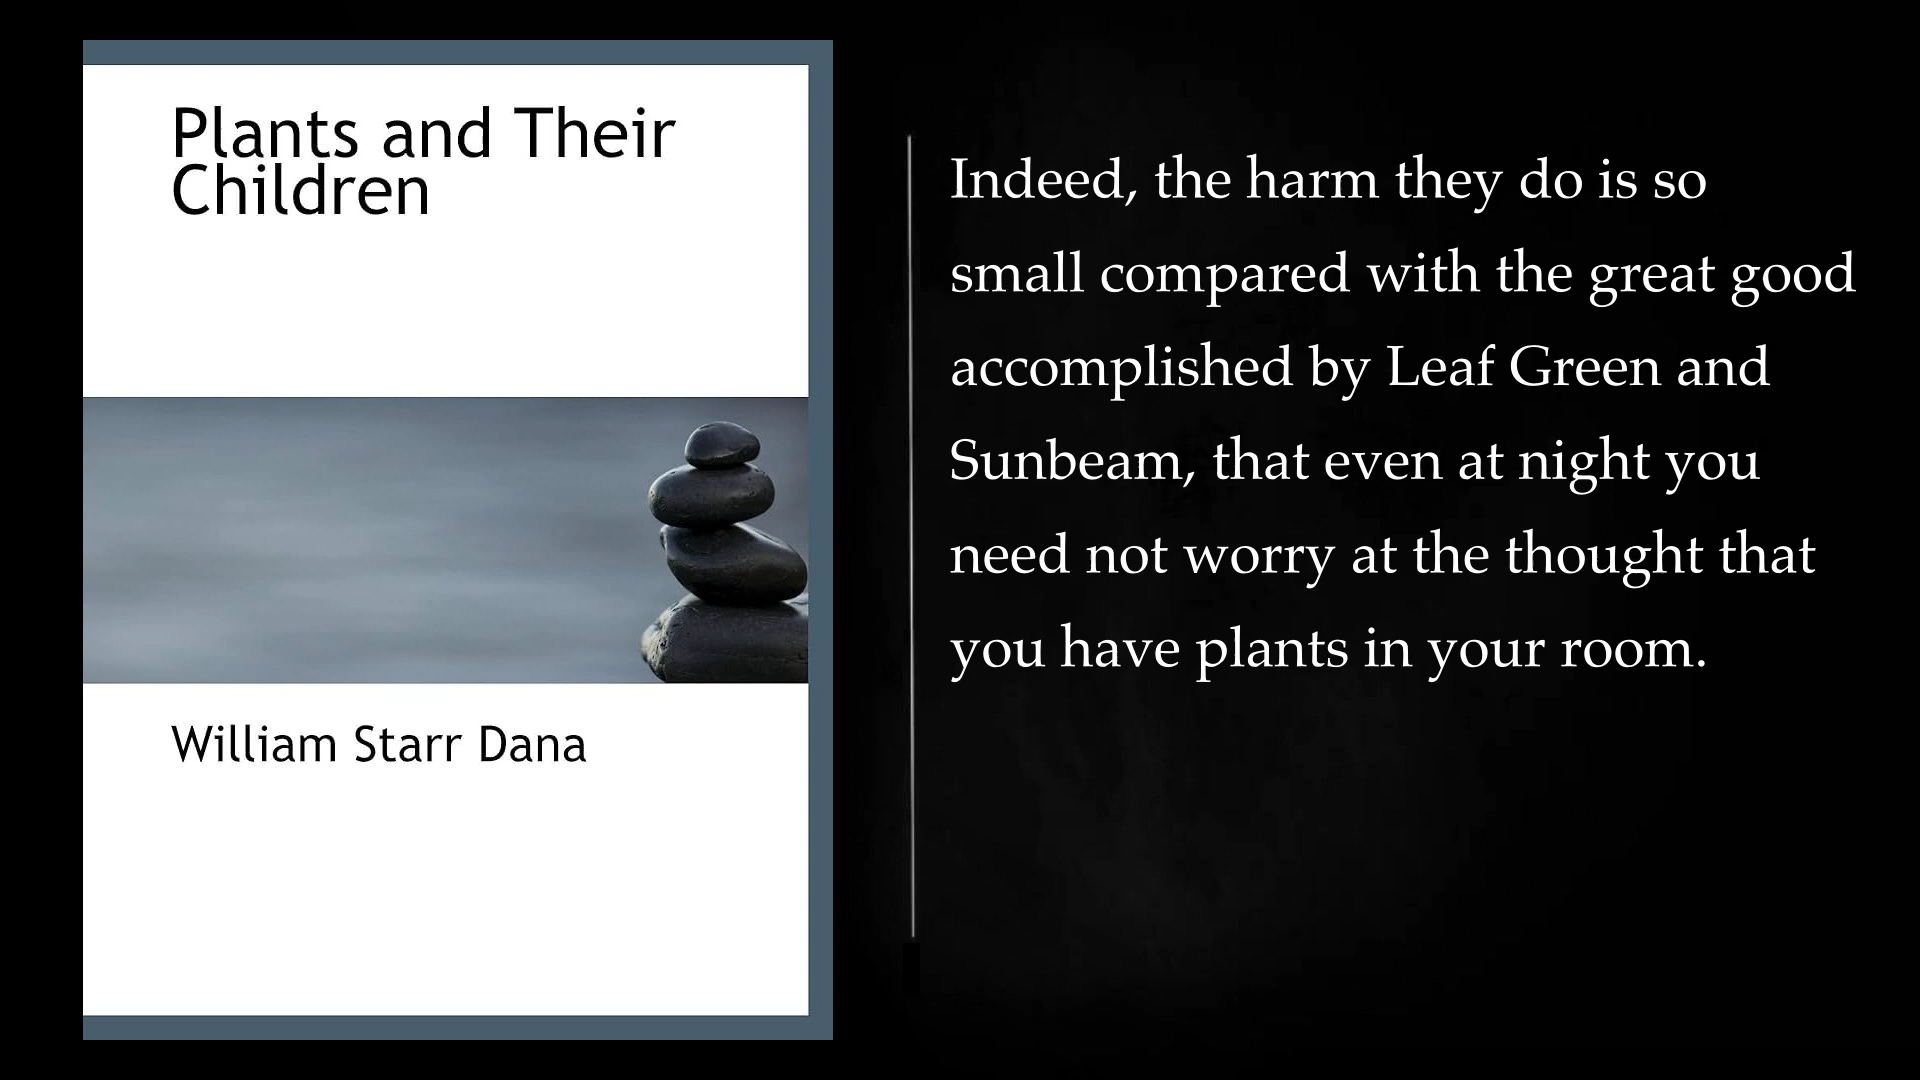 Plants and Their
Children
William Starr Dana
Indeed, the harm they do is so
small compared with the great good
accomplished by Leaf Green and
Sunbeam, that even at night you
need not worry at the thought that
you have plants in your room.